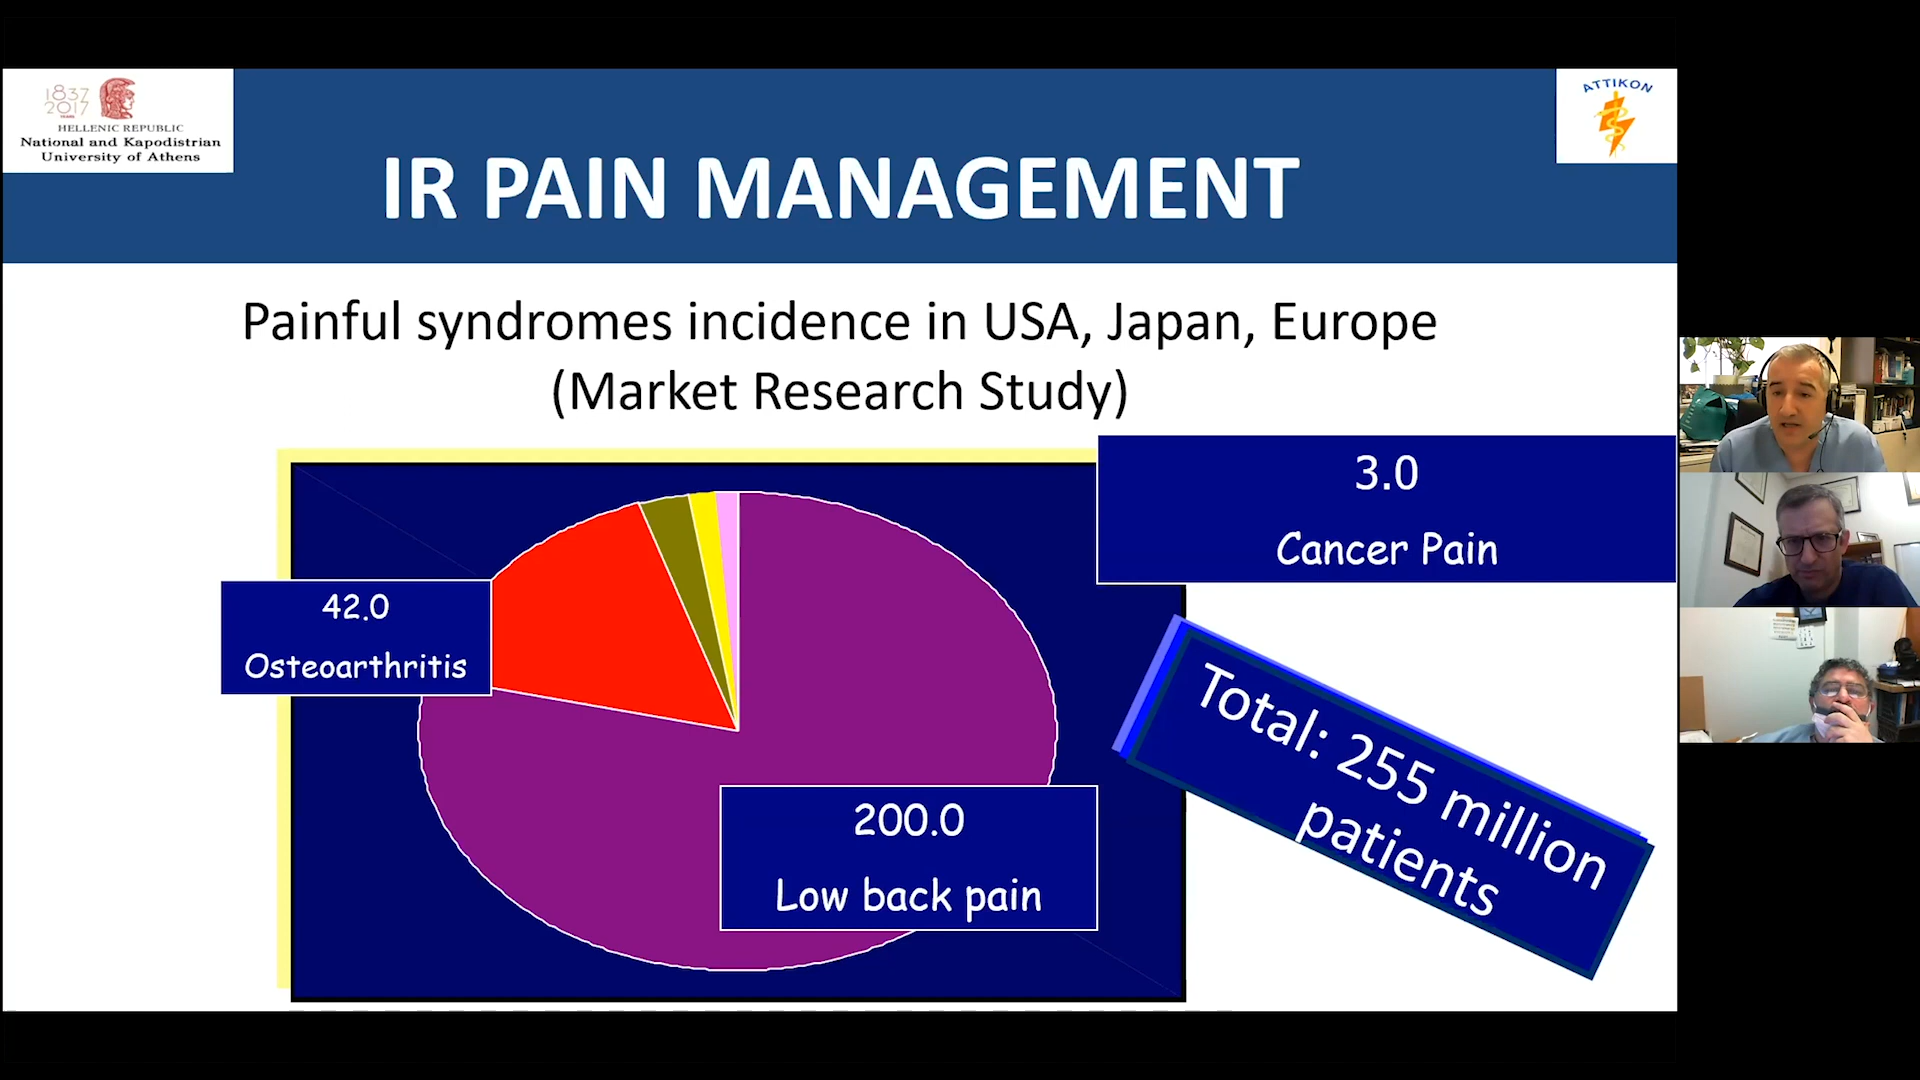 1837
2017
YEARS
HELLENIC REPUBLIC
National and Kapodistrian
University of Athens
ATTIKON
IR PAIN MANAGEMENT
Painful syndromes incidence in USA, Japan, Europe
(Market Research Study)
3.0
Cancer Pain
42.0
Osteoarthritis
200.0
Low back pain
Total: 255 million
patients